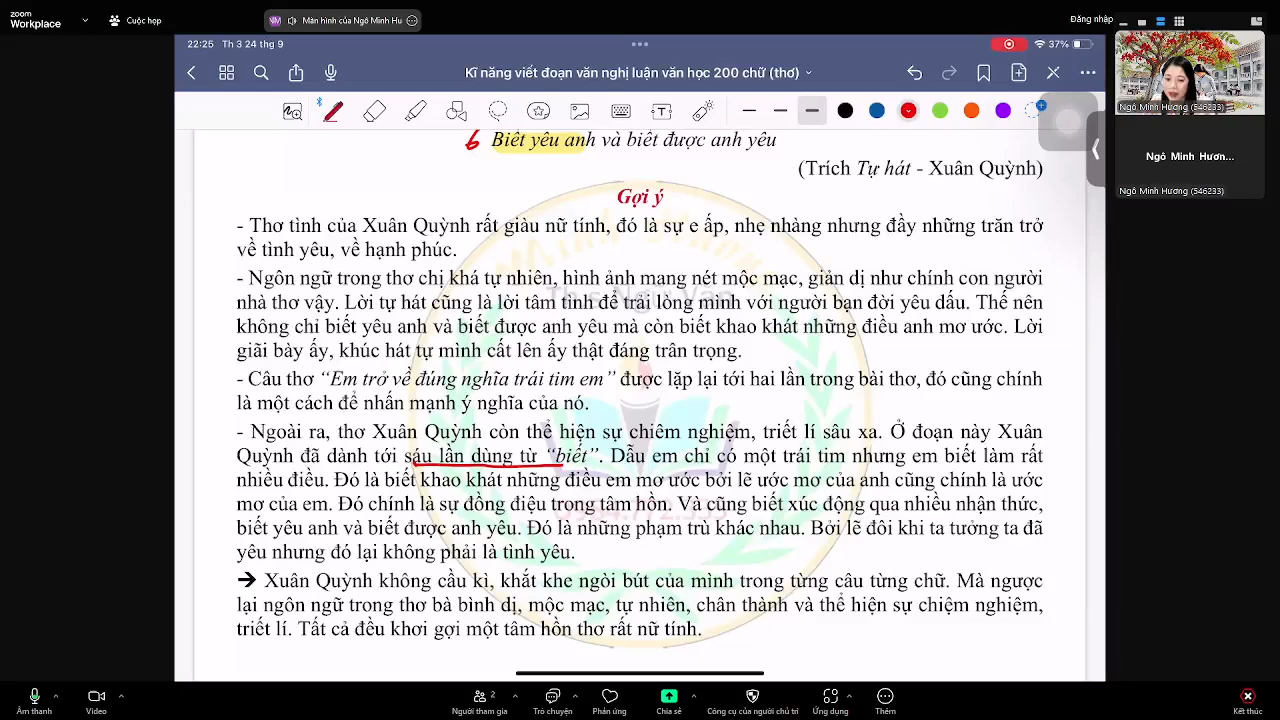 zoom
Workplace
Cuộc họp
VM Màn hình của Ngô Minh Hu
Đăng nhập
22:25 Th 3 24 thg 9
37%
Kĩ năng viết đoạn văn nghị luận văn học 200 chữ (thơ)
6 Biết yêu anh và biết được anh yêu
(Trích Tự hát - Xuân Quỳnh)
Gợi ý
- Thơ tình của Xuân Quỳnh rất giàu nữ tính, đó là sự e ấp, nhẹ nhàng nhưng đầy những trăn trở
về tình yêu, về hạnh phúc.
- Ngôn ngữ trong thơ chị khá tự nhiên, hình ảnh mang nét mộc mạc, giản dị như chính con người
nhà thơ vậy. Lời tự hát cũng là lời tâm tình để trải lòng mình với người bạn đời yêu dấu. Thế nên
không chỉ biết yêu anh và biết được anh yêu mà còn biết khao khát những điều anh mơ ước. Lời
giãi bày ấy, khúc hát tự mình cất lên ấy thật đáng trân trọng.
- Câu thơ “Em trở về đúng nghĩa trái tim em” được lặp lại tới hai lần trong bài thơ, đó cũng chính
là một cách để nhấn mạnh ý nghĩa của nó.
- Ngoài ra, thơ Xuân Quỳnh còn thể hiện sự chiêm nghiệm, triết lí sâu xa. Ở đoạn này Xuân
Quỳnh đã dành tới sáu lần dùng từ “biết”. Dẫu em chỉ có một trái tim nhưng em biết làm rất
nhiều điều. Đó là biết khao khát những điều em mơ ước bởi lẽ ước mơ của anh cũng chính là ước
mơ của em. Đó chính là sự đồng điệu trong tâm hồn. Và cũng biết xúc động qua nhiều nhận thức,
biết yêu anh và biết được anh yêu. Đó là những phạm trù khác nhau. Bởi lẽ đôi khi ta tưởng ta đã
yêu nhưng đó lại không phải là tình yêu.
➔ Xuân Quỳnh không cầu kì, khắt khe ngòi bút của mình trong từng câu từng chữ. Mà ngược
lại ngôn ngữ trong thơ bà bình dị, mộc mạc, tự nhiên, chân thành và thể hiện sự chiệm nghiệm,
triết lí. Tất cả đều khơi gợi một tâm hồn thơ rất nữ tính.
Ngô Minh Hương (546233)
Ngô Minh Hươn...
Ngô Minh Hương (546233)
Âm thanh
Video
Người tham gia 2
Trò chuyện
Phản ứng
Chia sẻ
Công cụ của người chủ trì
Ứng dụng
Thêm
Kết thúc